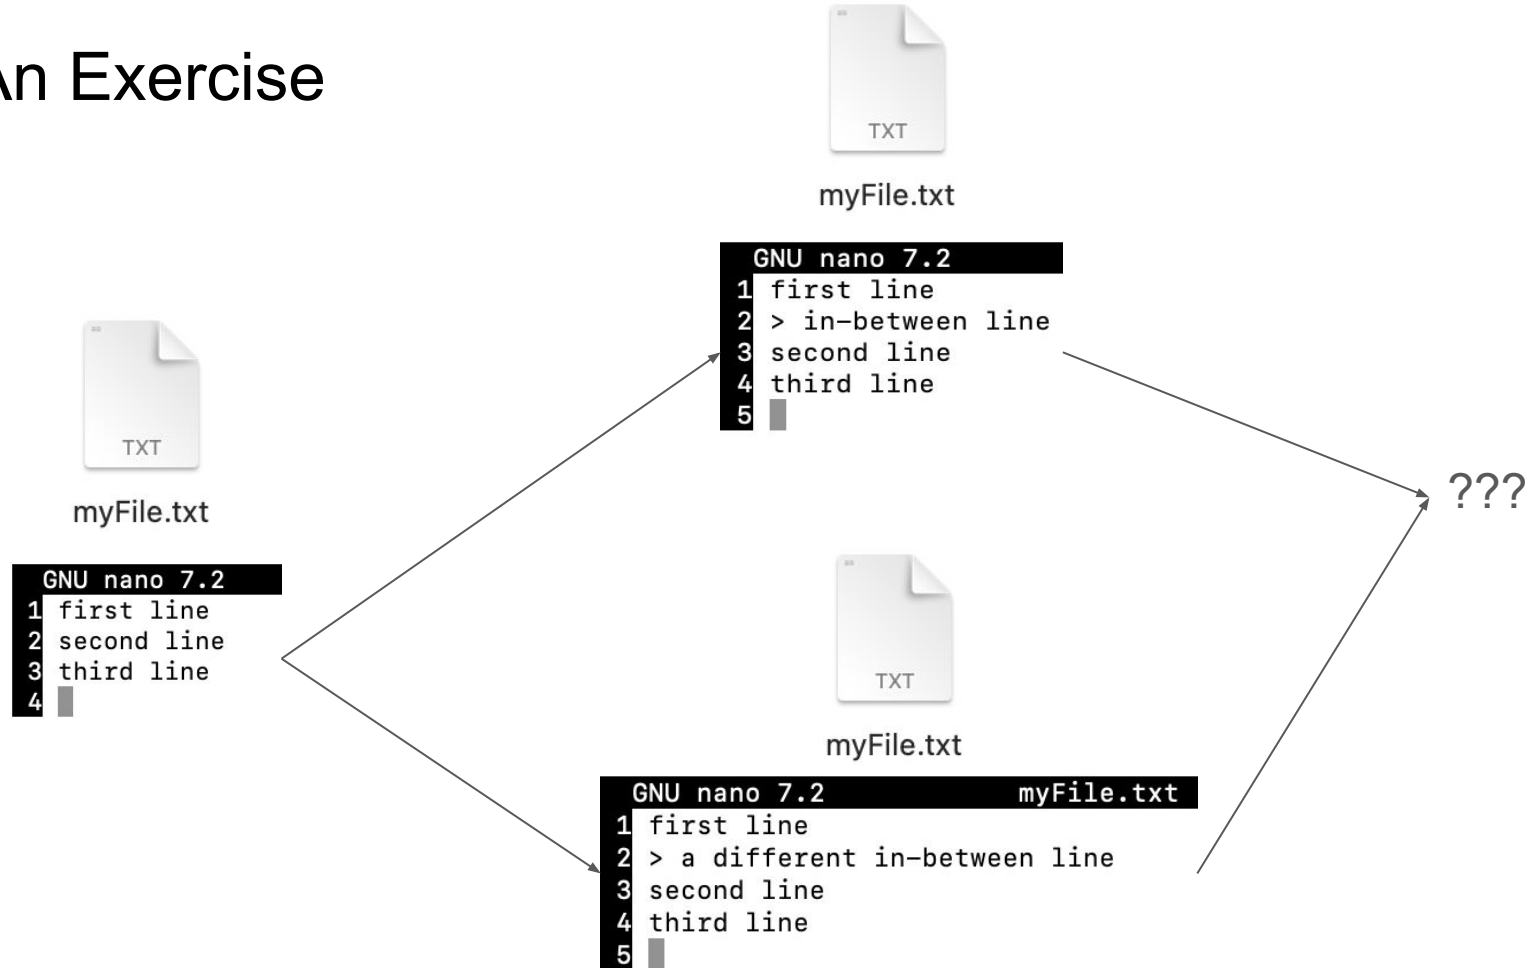 An Exercise
TXT
myFile.txt
GNU nano 7.2
1 first line
2 > in-between line
3 second line
4 third line
5
TXT
myFile.txt
GNU nano 7.2
1 first line
2 second line
3 third line
4
???
TXT
myFile.txt
GNU nano 7.2 myFile.txt
1 first line
2 > a different in-between line
3 second line
4 third line
5